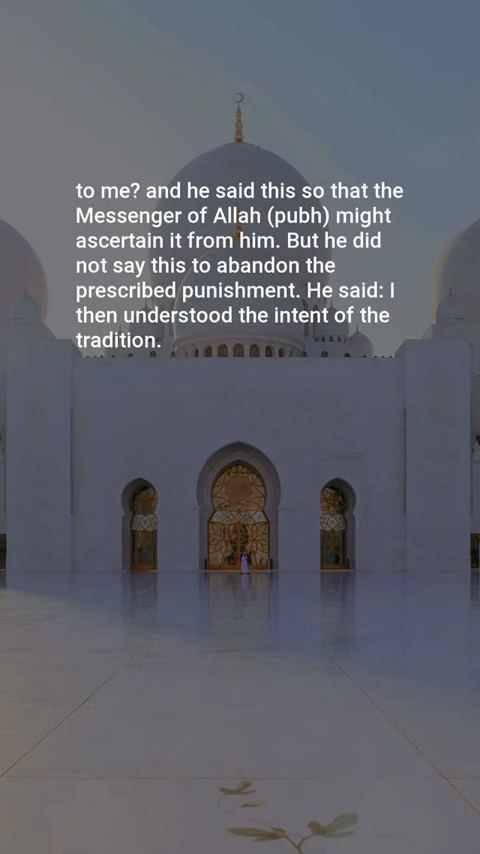 to me? and he said this so that the
Messenger of Allah (pubh) might
ascertain it from him. But he did
not say this to abandon the
prescribed punishment. He said: I
then understood the intent of the
tradition.